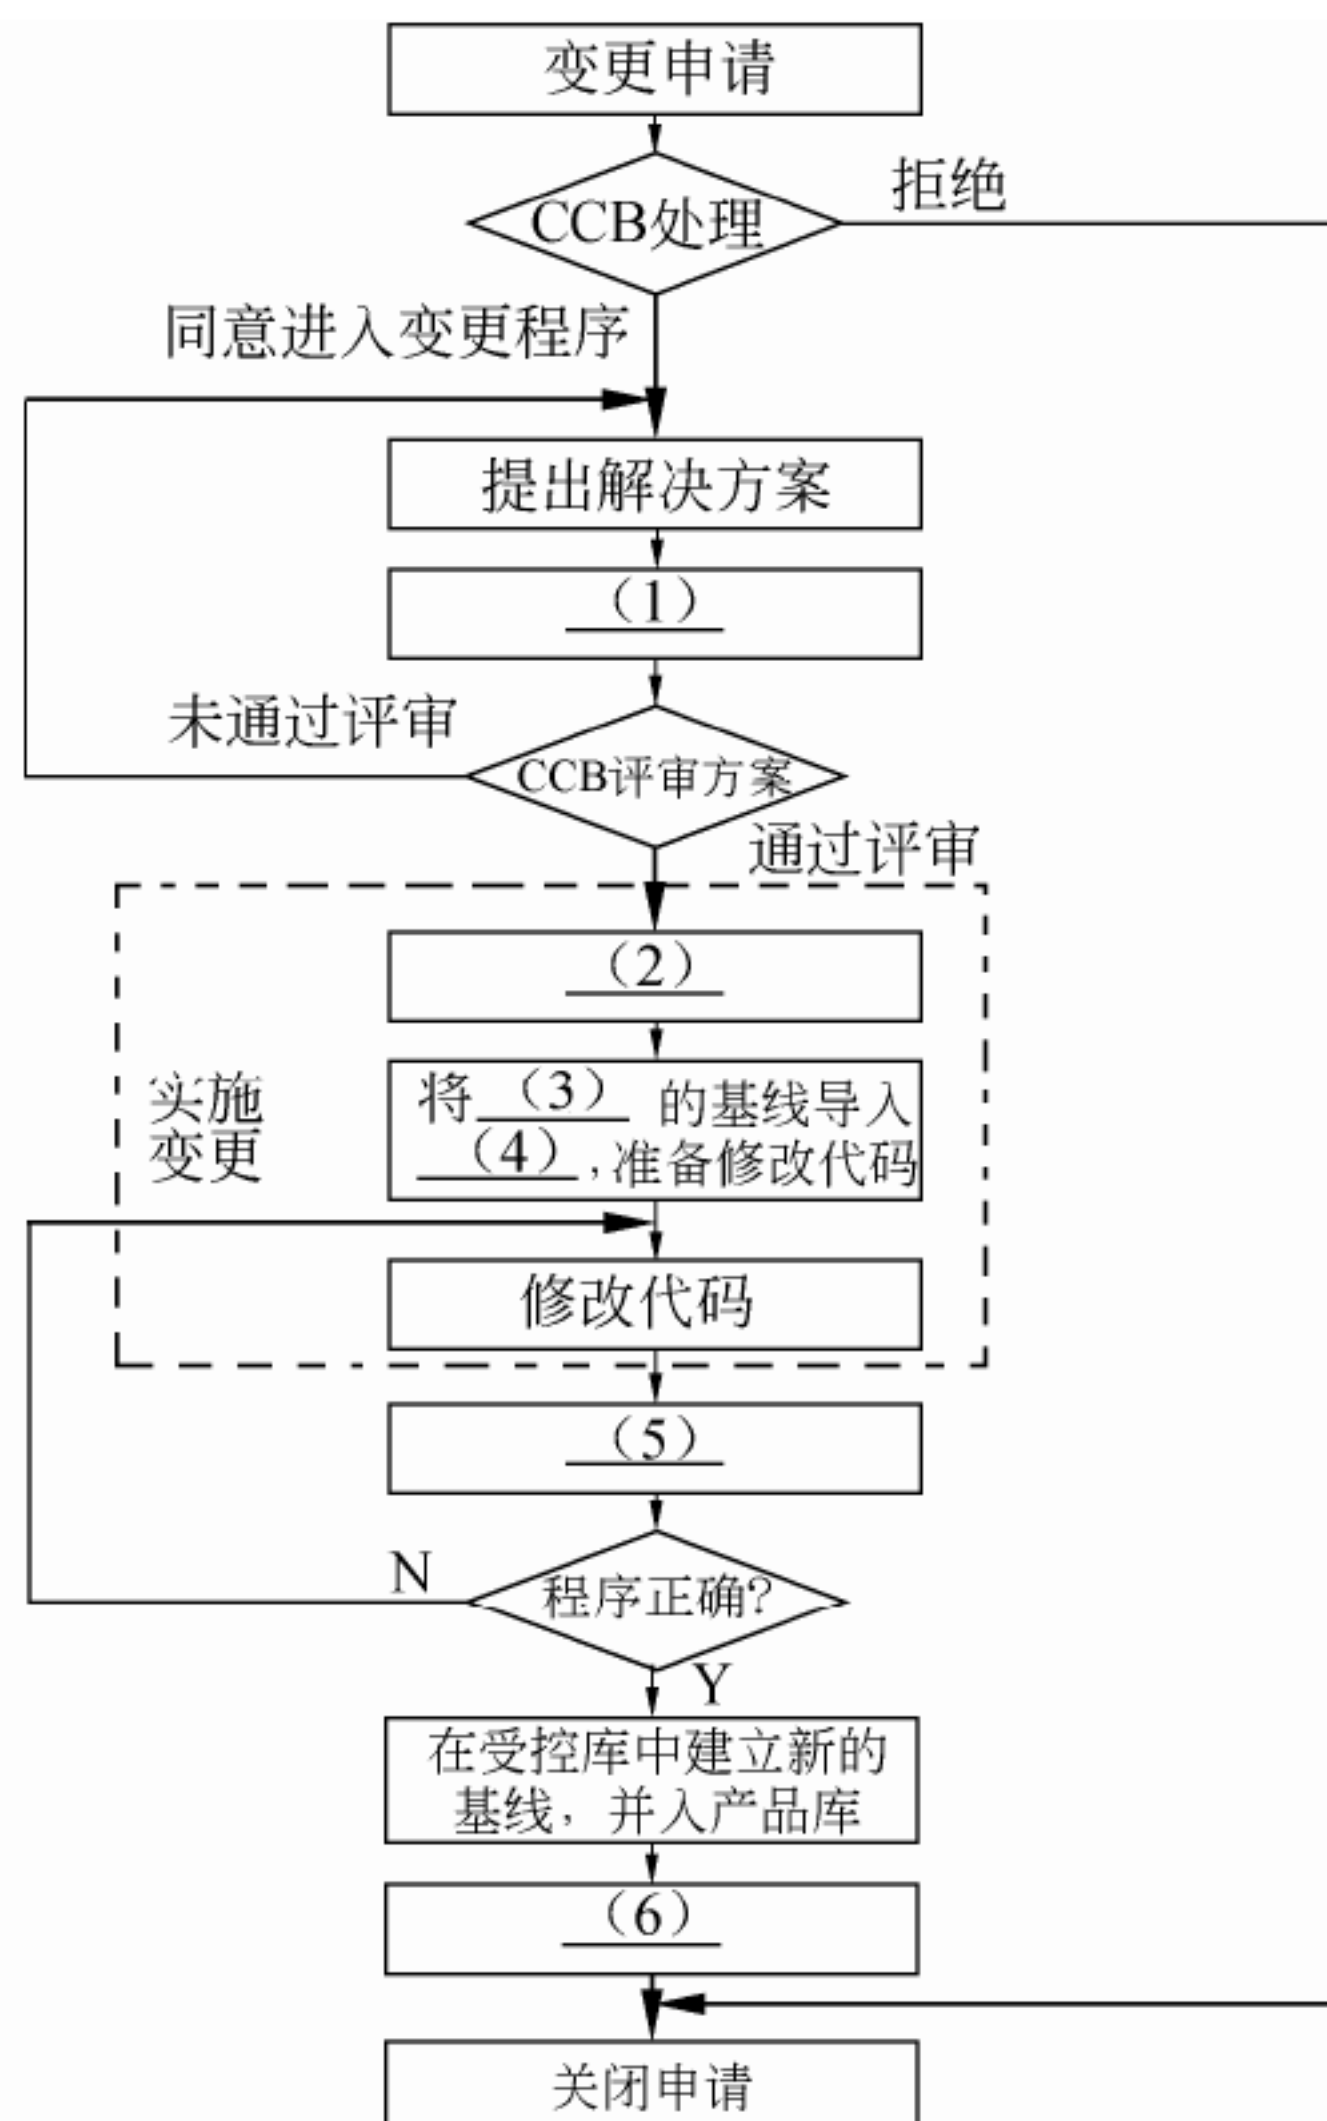 变更申请
CCB处理
拒绝
同意进入变更程序
提出解决方案
（1）
未通过评审
CCB评审方案
通过评审
（2）
实施
变更
将（3）的基线导入
（4）,准备修改代码
修改代码
（5）
N
程序正确?
Y
在受控库中建立新的
基线，并入产品库
（6）
关闭申请